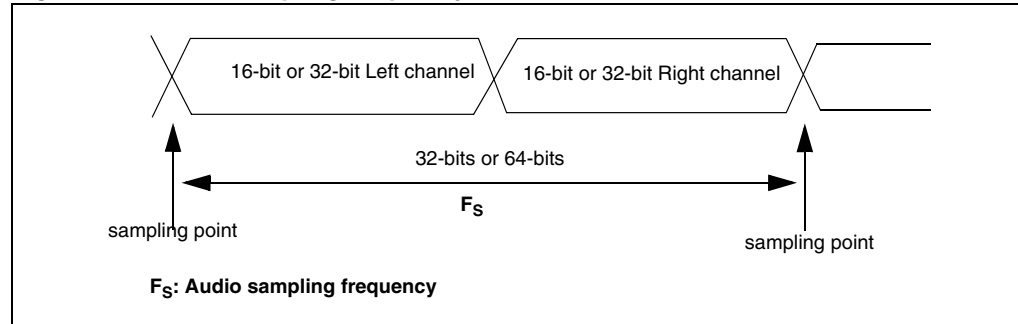 16-bit or 32-bit Left channel
16-bit or 32-bit Right channel
32-bits or 64-bits
FS
sampling point
sampling point
FS: Audio sampling frequency